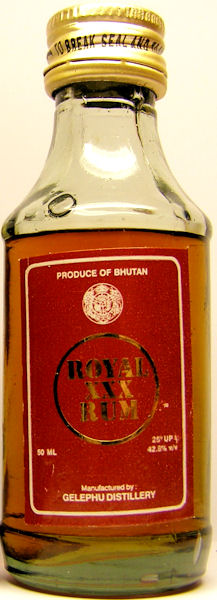 TO BREAK SEAL AND
PRODUCE OF BHUTAN
ROYAL
XXX
RUM
25° UP
50 ML
42.8% v/v
Manufactured by :
GELEPHU DISTILLERY